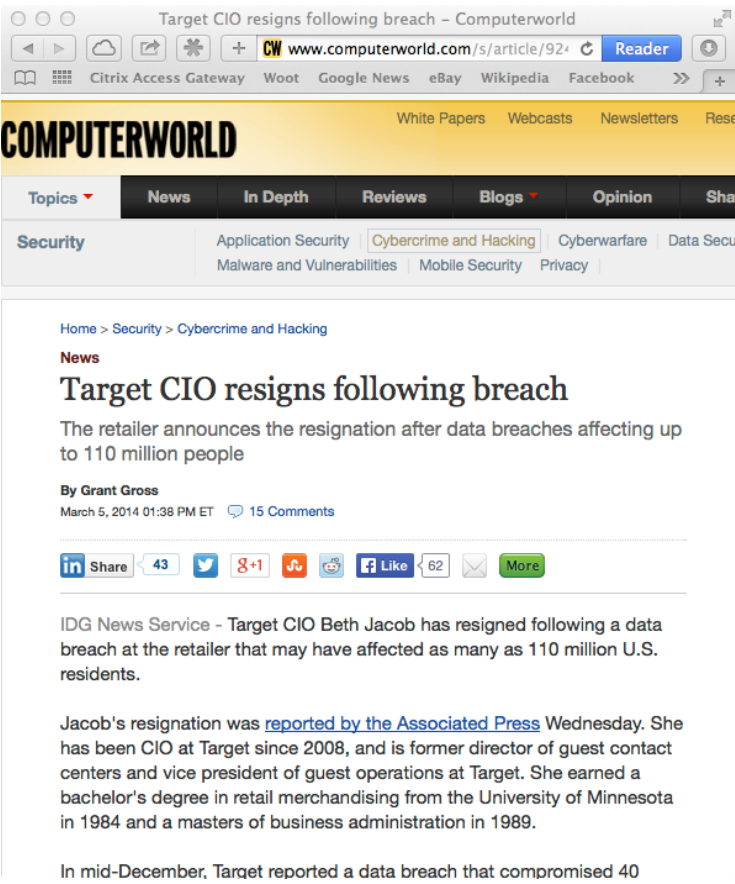 Target CIO resigns following breach – Computerworld
CW www.computerworld.com/s/article/924 Reader
Citrix Access Gateway Woot Google News eBay Wikipedia Facebook >> +
White Papers Webcasts Newsletters Rese
COMPUTERWORLD
Topics News In Depth Reviews Blogs Opinion Sha
Security Application Security Cybercrime and Hacking Cyberwarfare Data Secu
Malware and Vulnerabilities Mobile Security Privacy
Home > Security > Cybercrime and Hacking
News
Target CIO resigns following breach
The retailer announces the resignation after data breaches affecting up
to 110 million people
By Grant Gross
March 5, 2014 01:38 PM ET 15 Comments
in Share 43 g+1 f Like 62 More
IDG News Service - Target CIO Beth Jacob has resigned following a data
breach at the retailer that may have affected as many as 110 million U.S.
residents.
Jacob's resignation was reported by the Associated Press Wednesday. She
has been CIO at Target since 2008, and is former director of guest contact
centers and vice president of guest operations at Target. She earned a
bachelor's degree in retail merchandising from the University of Minnesota
in 1984 and a masters of business administration in 1989.
In mid-December, Target reported a data breach that compromised 40